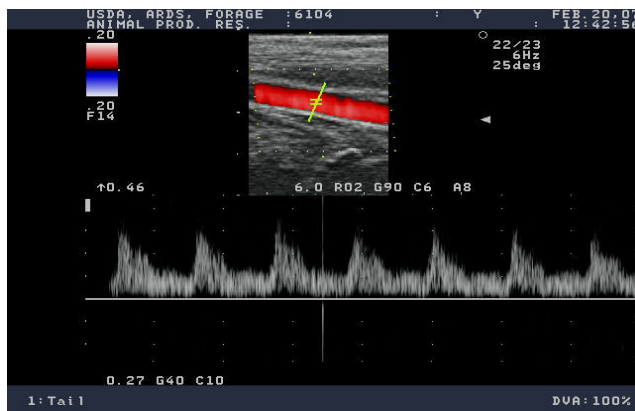 USDA, ARDS, FORAGE :6104 : Y FEB.20,07
ANIMAL PROD. RES. : : 12:42:56
.20
22/23
6Hz
25deg
.20
F14
↑0.46 6.0 R02 G90 C6 A8
0.27 G40 C10
1:Tail DVA:100%